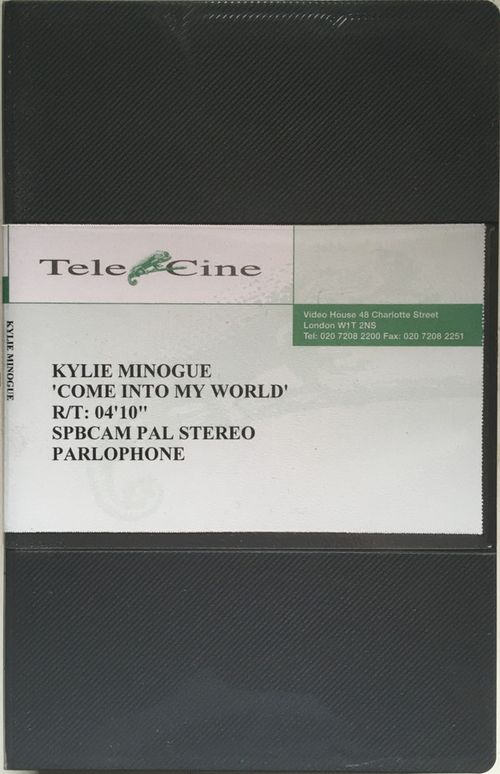 Tele Cine
Video House 48 Charlotte Street
London W1T 2NS
Tel: 020 7208 2200 Fax: 020 7208 2251
KYLIE MINOGUE
KYLIE MINOGUE
'COME INTO MY WORLD'
R/T: 04'10"
SPBCAM PAL STEREO
PARLOPHONE